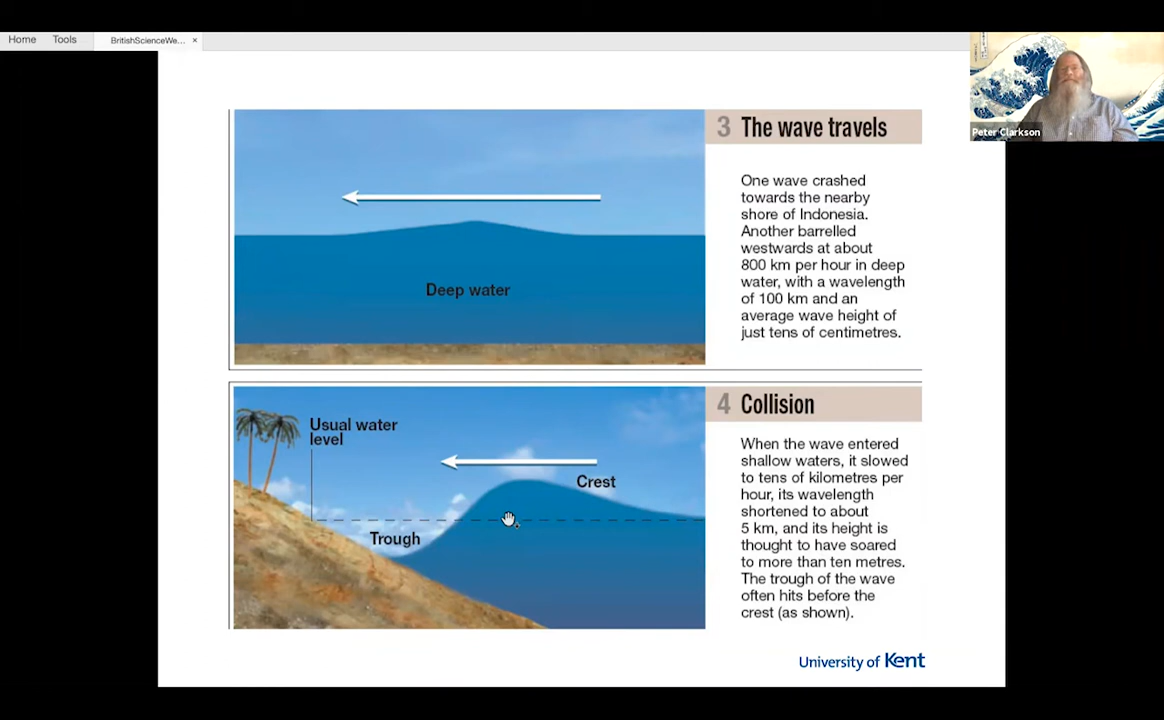 Home Tools BritishScienceWe... ×
Peter Clarkson
3 The wave travels
One wave crashed
towards the nearby
shore of Indonesia.
Another barrelled
westwards at about
800 km per hour in deep
water, with a wavelength
of 100 km and an
average wave height of
just tens of centimetres.
Deep water
4 Collision
Usual water
level
Crest
Trough
When the wave entered
shallow waters, it slowed
to tens of kilometres per
hour, its wavelength
shortened to about
5 km, and its height is
thought to have soared
to more than ten metres.
The trough of the wave
often hits before the
crest (as shown).
University of Kent